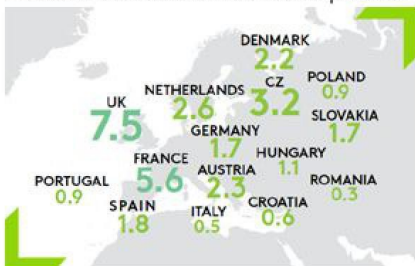 DENMARK
2.2
CZ
3.2
POLAND
0.9
NETHERLANDS
2.6
UK
7.5
SLOVAKIA
1.7
GERMANY
1.7
HUNGARY
1.1
FRANCE
5.6
AUSTRIA
2.3
PORTUGAL
0.9
ROMANIA
0.3
SPAIN
1.8
ITALY
0.5
CROATIA
0.6